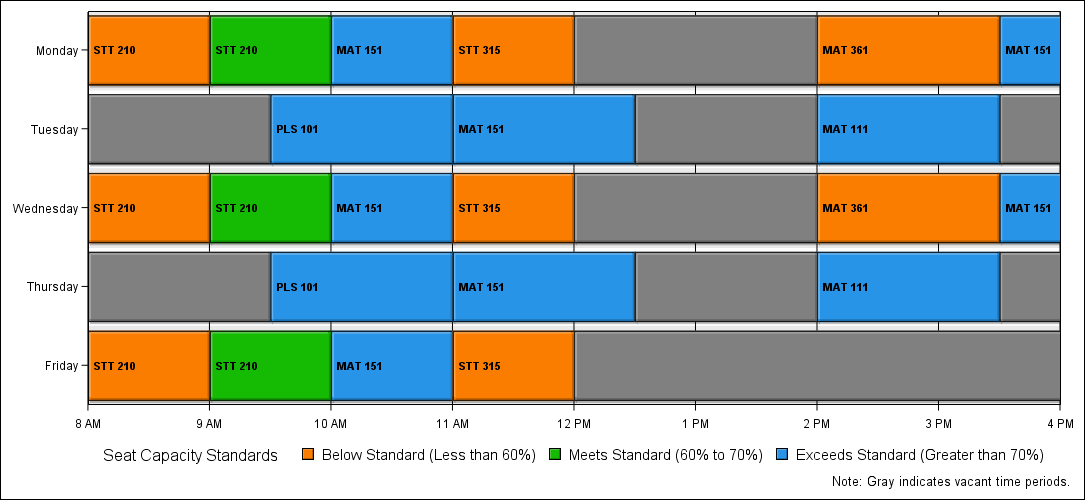 Monday STT 210 STT 210 MAT 151 STT 315 MAT 361 MAT 151
Tuesday PLS 101 MAT 151 MAT 111
Wednesday STT 210 STT 210 MAT 151 STT 315 MAT 361 MAT 151
Thursday PLS 101 MAT 151 MAT 111
Friday STT 210 STT 210 MAT 151 STT 315
8 AM 9 AM 10 AM 11 AM 12 PM 1 PM 2 PM 3 PM 4 PM
Seat Capacity Standards Below Standard (Less than 60%) Meets Standard (60% to 70%) Exceeds Standard (Greater than 70%)
Note: Gray indicates vacant time periods.